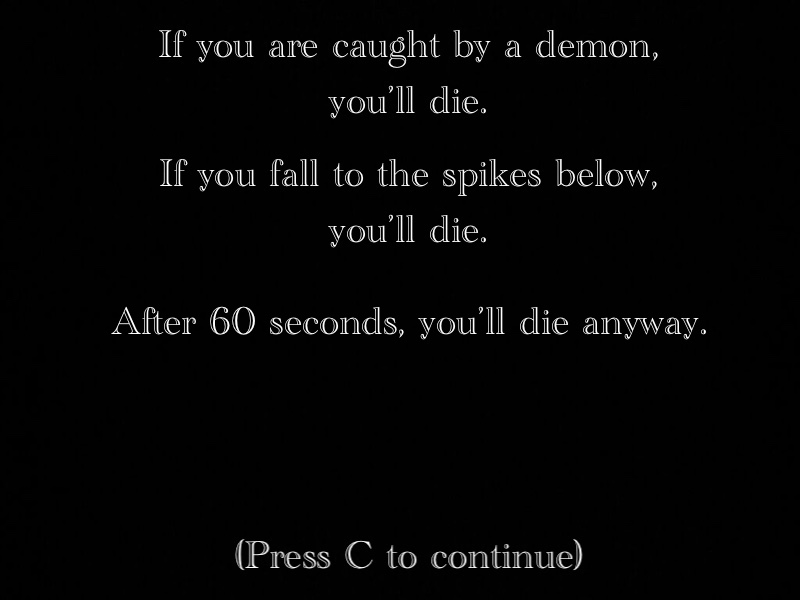 If you are caught by a demon,
you'll die.
If you fall to the spikes below,
you'll die.
After 60 seconds, you'll die anyway.
(Press C to continue)